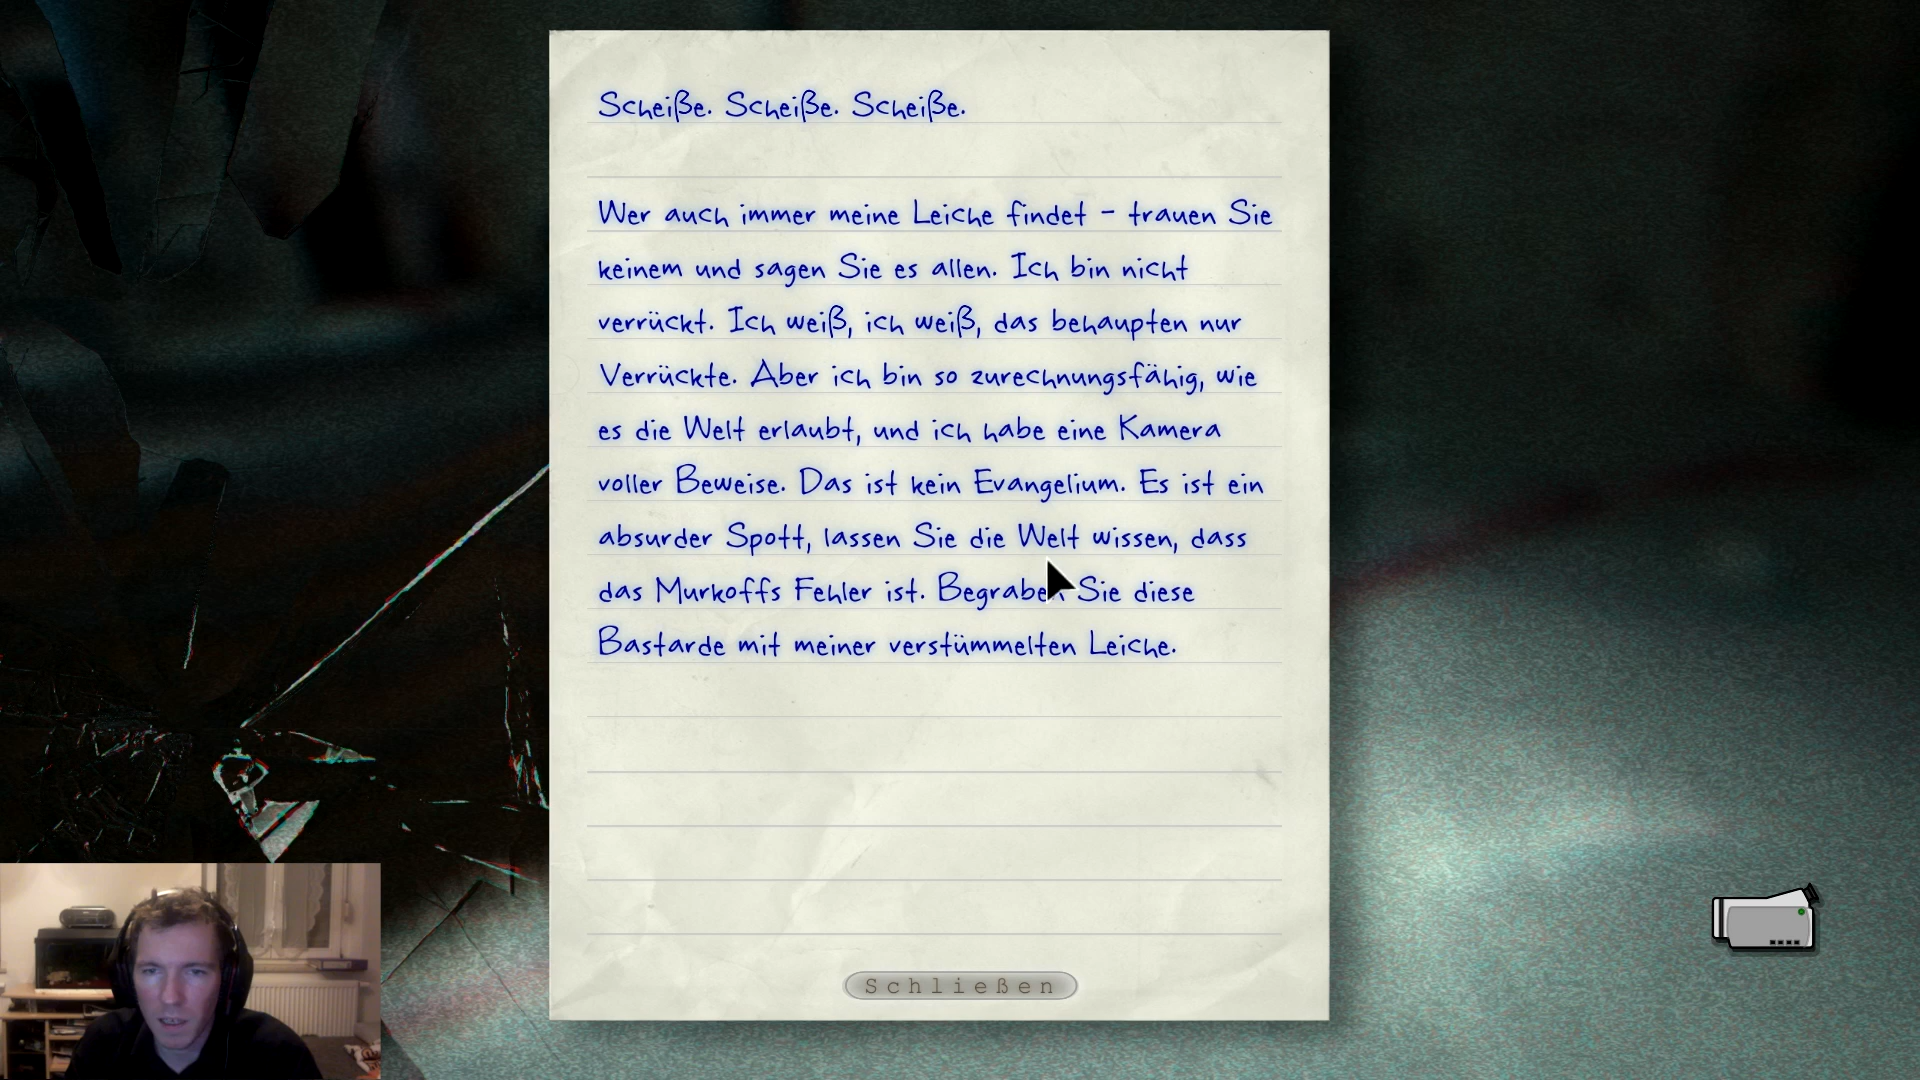 Scheiße. Scheiße. Scheiße.
Wer auch immer meine Leiche findet - trauen Sie
keinem und sagen Sie es allen. Ich bin nicht
verrückt. Ich weiß, ich weiß, das behaupten nur
Verrückte. Aber ich bin so zurechnungsfähig, wie
es die Welt erlaubt, und ich habe eine Kamera
voller Beweise. Das ist kein Evangelium. Es ist ein
absurder Spott, lassen Sie die Welt wissen, dass
das Murkoffs Fehler ist. Begraben Sie diese
Bastarde mit meiner verstümmelten Leiche.
Schließen